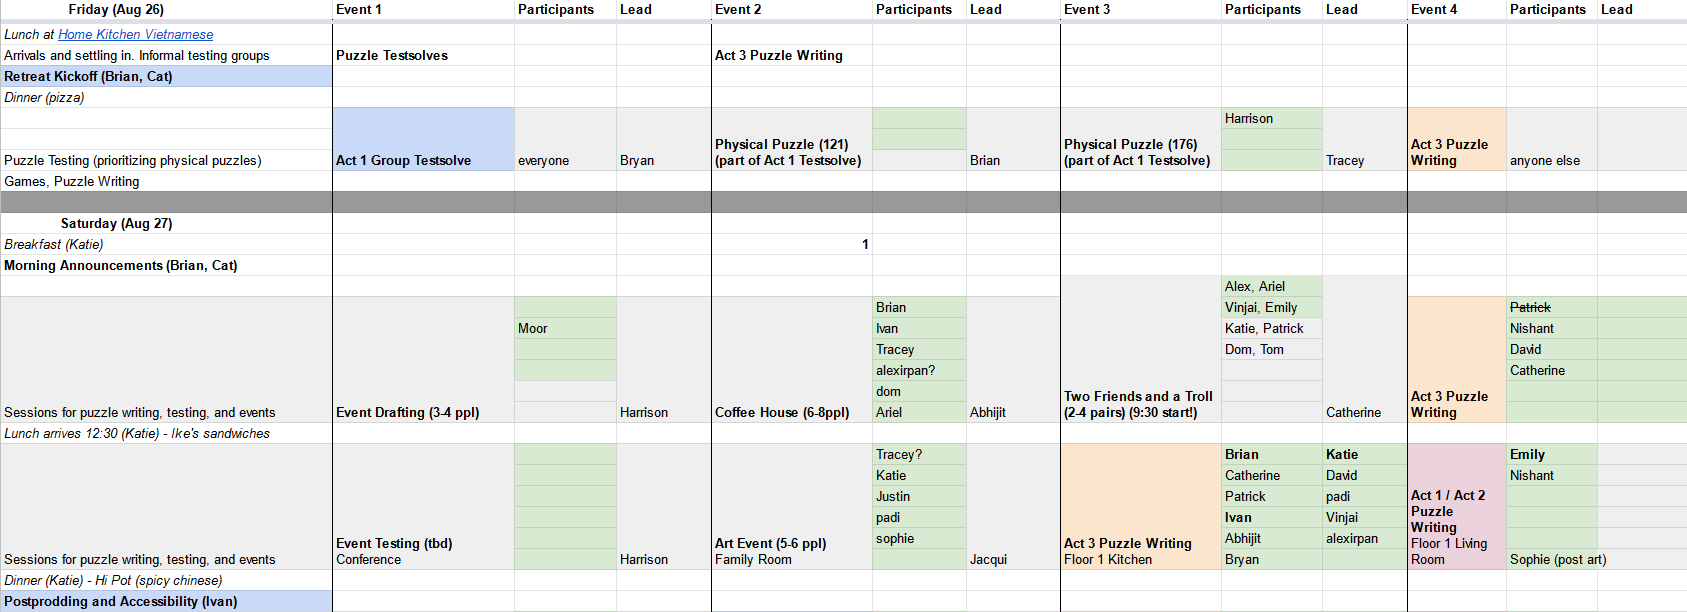 Friday (Aug 26) Event 1 Participants Lead Event 2 Participants Lead Event 3 Participants Lead Event 4 Participants Lead
Lunch at Home Kitchen Vietnamese
Arrivals and settling in. Informal testing groups Puzzle Testsolves Act 3 Puzzle Writing
Retreat Kickoff (Brian, Cat)
Dinner (pizza)
Harrison
Physical Puzzle (121) Physical Puzzle (176) Act 3 Puzzle
Puzzle Testing (prioritizing physical puzzles) Act 1 Group Testsolve everyone Bryan (part of Act 1 Testsolve) Brian (part of Act 1 Testsolve) Tracey Writing anyone else
Games, Puzzle Writing
Saturday (Aug 27)
Breakfast (Katie) 1
Morning Announcements (Brian, Cat)
Alex, Ariel
Brian Vinjai, Emily Patrick
Moor Ivan Katie, Patrick Nishant
Tracey Dom, Tom David
alexirpan? Catherine
dom Two Friends and a Troll Act 3 Puzzle
Sessions for puzzle writing, testing, and events Event Drafting (3-4 ppl) Harrison Coffee House (6-8ppl) Ariel Abhijit (2-4 pairs) (9:30 start!) Catherine Writing
Lunch arrives 12:30 (Katie) - Ike's sandwiches
Tracey? Brian Katie Emily
Katie Catherine David Nishant
Justin Patrick padi Act 1 / Act 2
padi Ivan Vinjai Puzzle
Event Testing (tbd) Art Event (5-6 ppl) sophie Act 3 Puzzle Writing Abhijit alexirpan Writing
Floor 1 Living
Sessions for puzzle writing, testing, and events Conference Harrison Family Room Jacqui Floor 1 Kitchen Bryan Room Sophie (post art)
Dinner (Katie) - Hi Pot (spicy chinese)
Postprodding and Accessibility (Ivan)